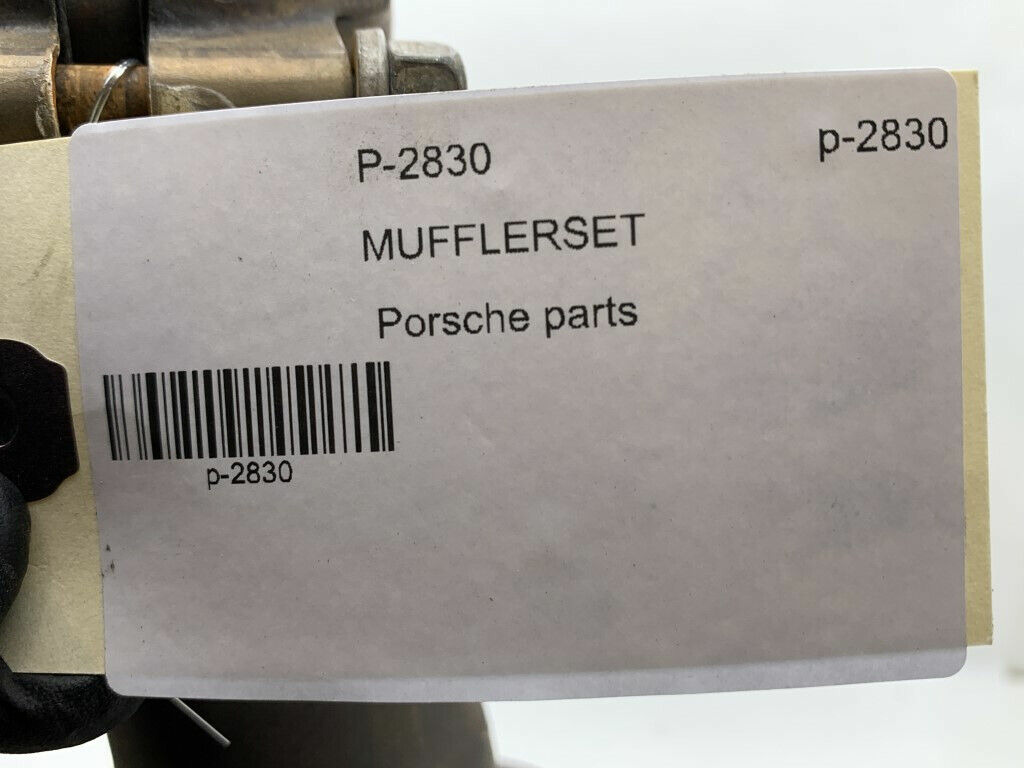 P-2830
p-2830
MUFFLERSET
Porsche parts
p-2830